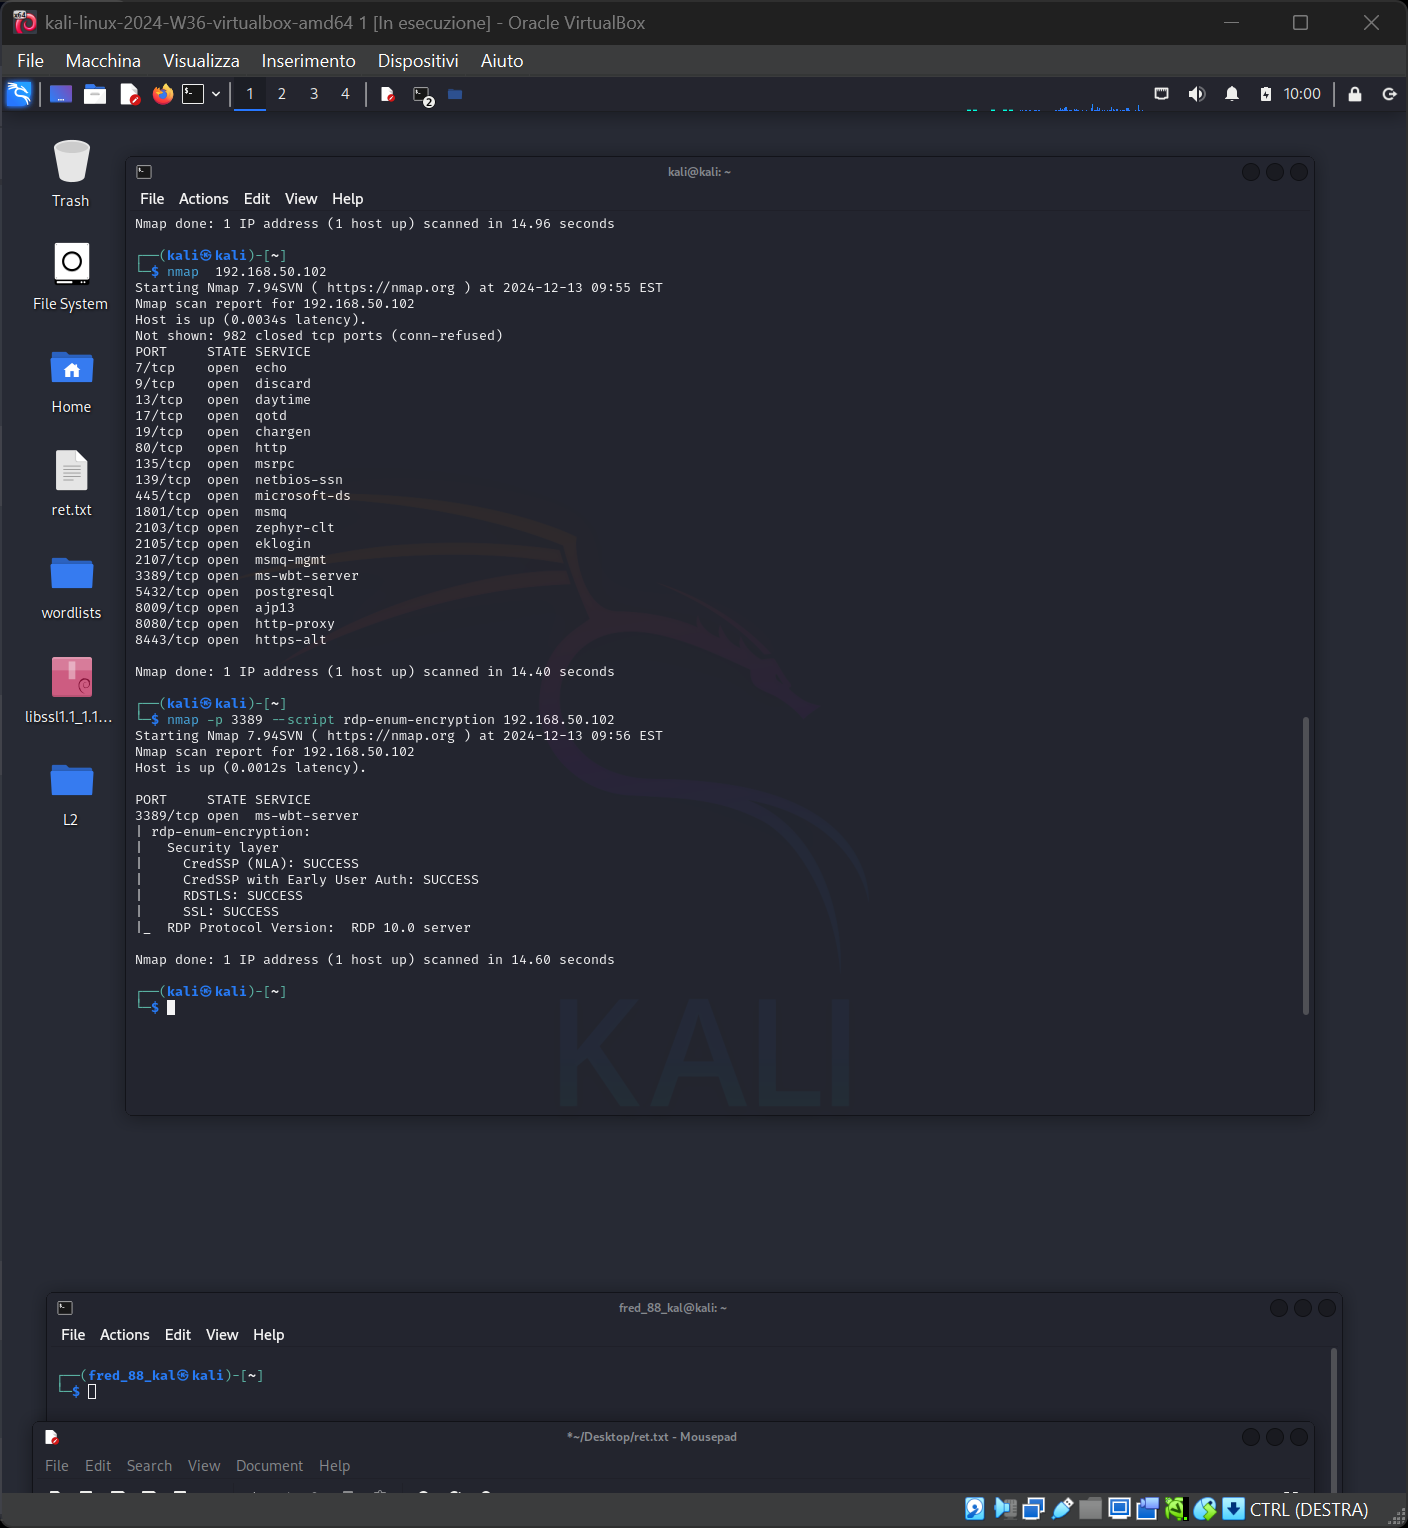 kali-linux-2024-W36-virtualbox-amd64 1 [In esecuzione] - Oracle VirtualBox
File Macchina Visualizza Inserimento Dispositivi Aiuto
1 2 3 4 2 10:00
Trash
File System
Home
ret.txt
wordlists
libssl1.1_1.1...
L2
kali@kali: ~
File Actions Edit View Help
Nmap done: 1 IP address (1 host up) scanned in 14.96 seconds
┌──(kali㉿kali)-[~]
└─$ nmap  192.168.50.102
Starting Nmap 7.94SVN ( https://nmap.org ) at 2024-12-13 09:55 EST
Nmap scan report for 192.168.50.102
Host is up (0.0034s latency).
Not shown: 982 closed tcp ports (conn-refused)
PORT     STATE SERVICE
7/tcp    open  echo
9/tcp    open  discard
13/tcp   open  daytime
17/tcp   open  qotd
19/tcp   open  chargen
80/tcp   open  http
135/tcp  open  msrpc
139/tcp  open  netbios-ssn
445/tcp  open  microsoft-ds
1801/tcp open  msmq
2103/tcp open  zephyr-clt
2105/tcp open  eklogin
2107/tcp open  msmq-mgmt
3389/tcp open  ms-wbt-server
5432/tcp open  postgresql
8009/tcp open  ajp13
8080/tcp open  http-proxy
8443/tcp open  https-alt
Nmap done: 1 IP address (1 host up) scanned in 14.40 seconds
┌──(kali㉿kali)-[~]
└─$ nmap -p 3389 --script rdp-enum-encryption 192.168.50.102
Starting Nmap 7.94SVN ( https://nmap.org ) at 2024-12-13 09:56 EST
Nmap scan report for 192.168.50.102
Host is up (0.0012s latency).
PORT     STATE SERVICE
3389/tcp open  ms-wbt-server
| rdp-enum-encryption:
|   Security layer
|     CredSSP (NLA): SUCCESS
|     CredSSP with Early User Auth: SUCCESS
|     RDSTLS: SUCCESS
|     SSL: SUCCESS
|_  RDP Protocol Version:  RDP 10.0 server
Nmap done: 1 IP address (1 host up) scanned in 14.60 seconds
┌──(kali㉿kali)-[~]
└─$
KALI
fred_88_kal@kali: ~
File Actions Edit View Help
┌──(fred_88_kal㉿kali)-[~]
└─$
*~/Desktop/ret.txt - Mousepad
File Edit Search View Document Help
CTRL (DESTRA)